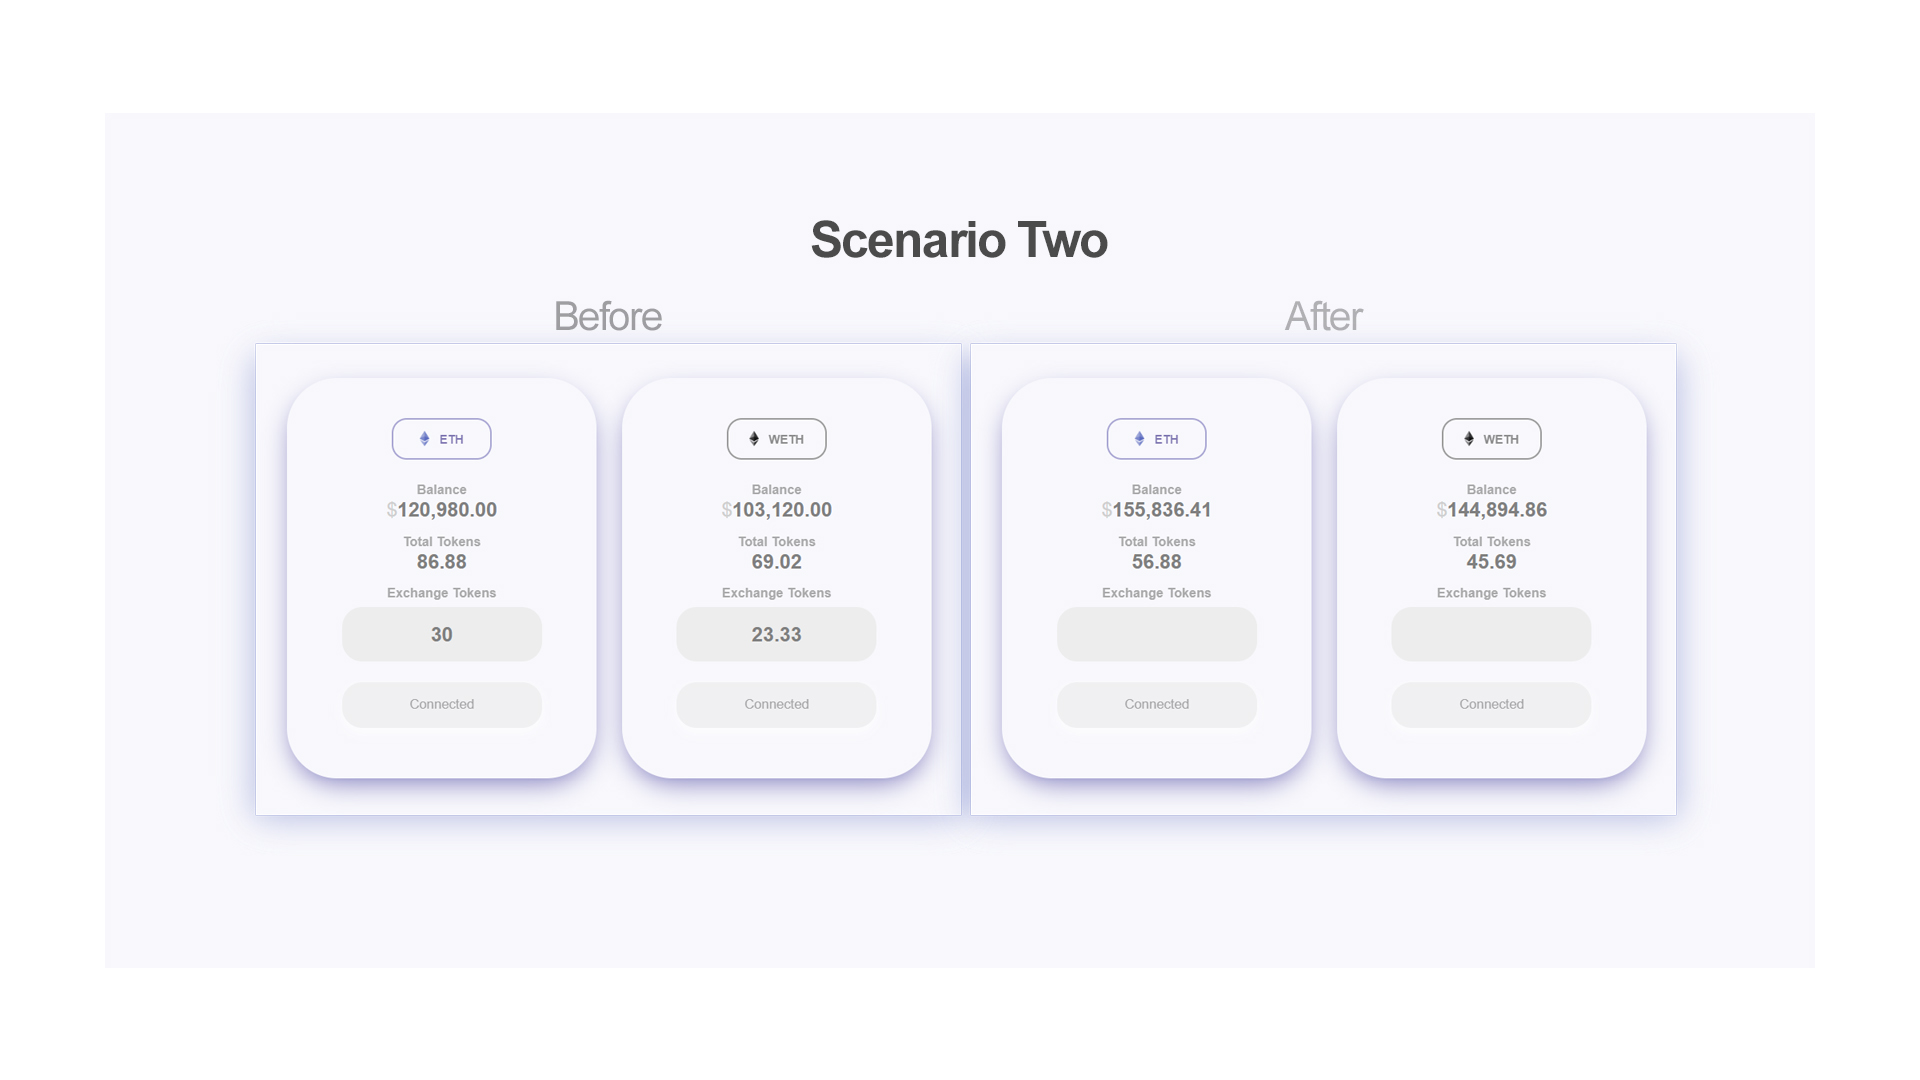 Scenario Two
Before
ETH
Balance
$120,980.00
Total Tokens
86.88
Exchange Tokens
30
Connected
WETH
Balance
$103,120.00
Total Tokens
69.02
Exchange Tokens
23.33
Connected
After
ETH
Balance
$155,836.41
Total Tokens
56.88
Exchange Tokens
Connected
WETH
Balance
$144,894.86
Total Tokens
45.69
Exchange Tokens
Connected